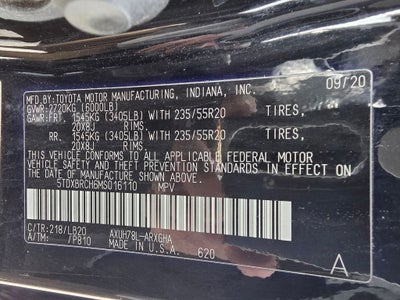 MFD.BY:TOYOTA MOTOR MANUFACTURING, INDIANA, INC. 09/20
GVWR:2720KG (6000LB)
GAWR:FRT. 1545KG (3405LB) WITH 235/55R20 TIRES,
20X8J RIMS,
RR. 1545KG (3405LB) WITH 235/55R20 TIRES,
20X8J RIMS.
THIS VEHICLE CONFORMS TO ALL APPLICABLE FEDERAL MOTOR
VEHICLE SAFETY AND THEFT PREVENTION STANDARDS IN EFFECT ON
THE DATE OF MANUFACTURE SHOWN ABOVE.
5TDXBRCH6MS016110 MPV
C/TR:218/LB20 AXUH78L-ARXGHA
A/TM: /P810 MADE IN U.S.A. 620 A